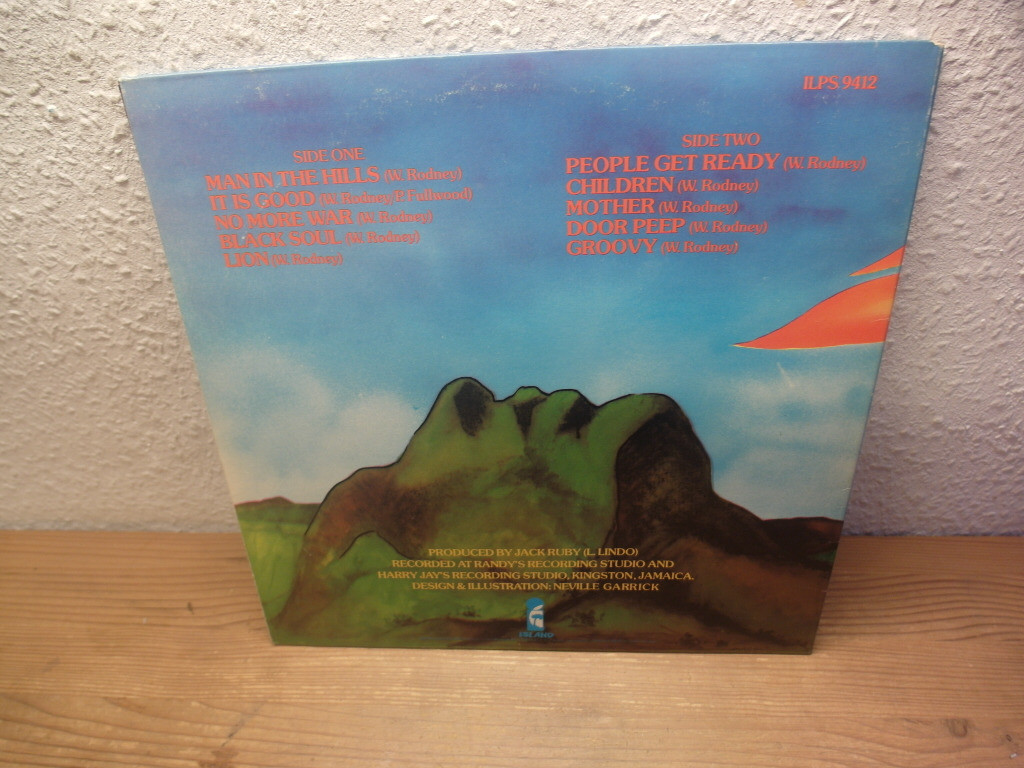 ILPS 9412
SIDE ONE
MAN IN THE HILLS (W. Rodney)
IT IS GOOD (W. Rodney/P. Fullwood)
NO MORE WAR (W. Rodney)
BLACK SOUL (W. Rodney)
LION (W. Rodney)
SIDE TWO
PEOPLE GET READY (W. Rodney)
CHILDREN (W. Rodney)
MOTHER (W. Rodney)
DOOR PEEP (W. Rodney)
GROOVY (W. Rodney)
PRODUCED BY JACK RUBY (L. LINDO)
RECORDED AT RANDY'S RECORDING STUDIO AND
HARRY JAY'S RECORDING STUDIO, KINGSTON, JAMAICA.
DESIGN & ILLUSTRATION: NEVILLE GARRICK
ISLAND